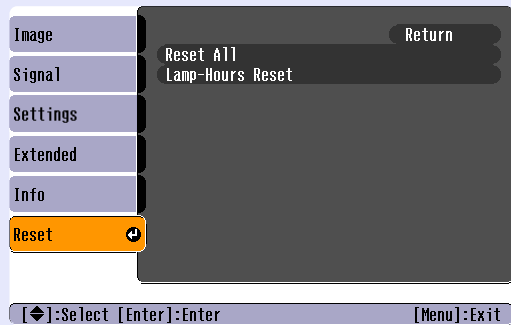 Image
Signal
Settings
Extended
Info
Reset
Return
Reset All
Lamp-Hours Reset
[◆]:Select [Enter]:Enter [Menu]:Exit